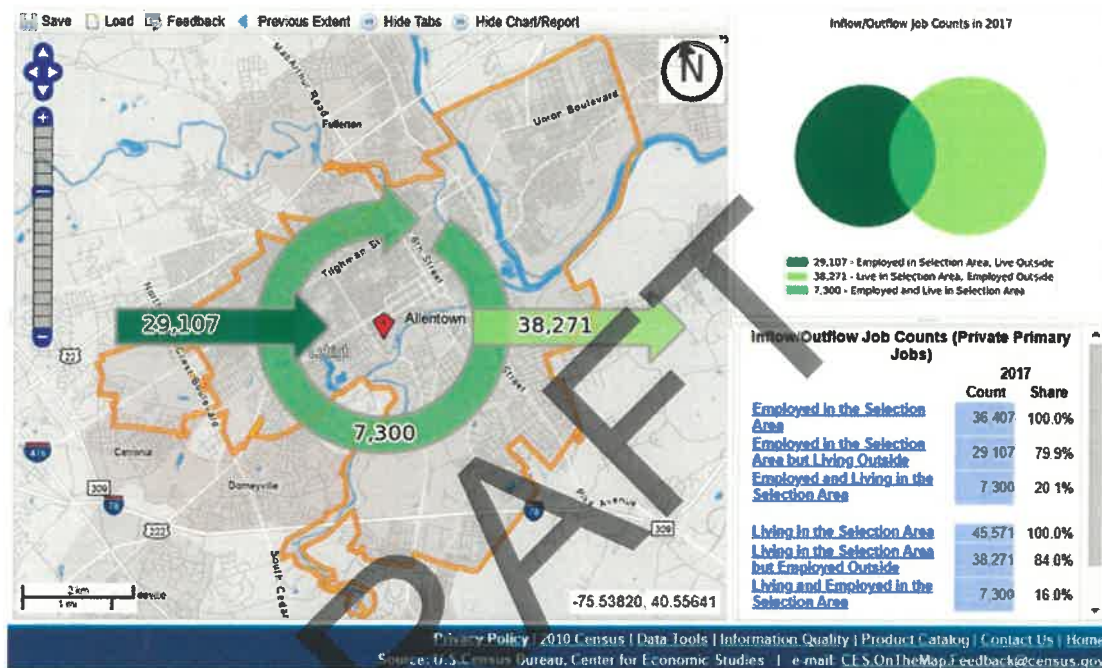 Save Load Feedback Previous Extent Hide Tabs Hide Chart/Report
Inflow/Outflow Job Counts in 2017
N
MacArthur Road
Fullerton
Union Boulevard
Tilghman St
6th Street
29,107
Allentown
38,271
Street
7,300
22
476
Cetronia
309
Dorneyville
78
222
78
309
South Cedar
2 km
1 mi
-75.53820, 40.55641
DRAFT
29,107 - Employed in Selection Area, Live Outside
38,271 - Live in Selection Area, Employed Outside
7,300 - Employed and Live in Selection Area
Inflow/Outflow Job Counts (Private Primary
Jobs)
2017
Count Share
Employed in the Selection
Area 36,407 100.0%
Employed in the Selection
Area but Living Outside 29,107 79.9%
Employed and Living in the
Selection Area 7,300 20.1%
Living in the Selection Area 45,571 100.0%
Living in the Selection Area
but Employed Outside 38,271 84.0%
Living and Employed in the
Selection Area 7,300 16.0%
Privacy Policy | 2010 Census | Data Tools | Information Quality | Product Catalog | Contact Us | Home
Source: U.S. Census Bureau, Center for Economic Studies | e-mail: CES.OnTheMap.Feedback@census.gov